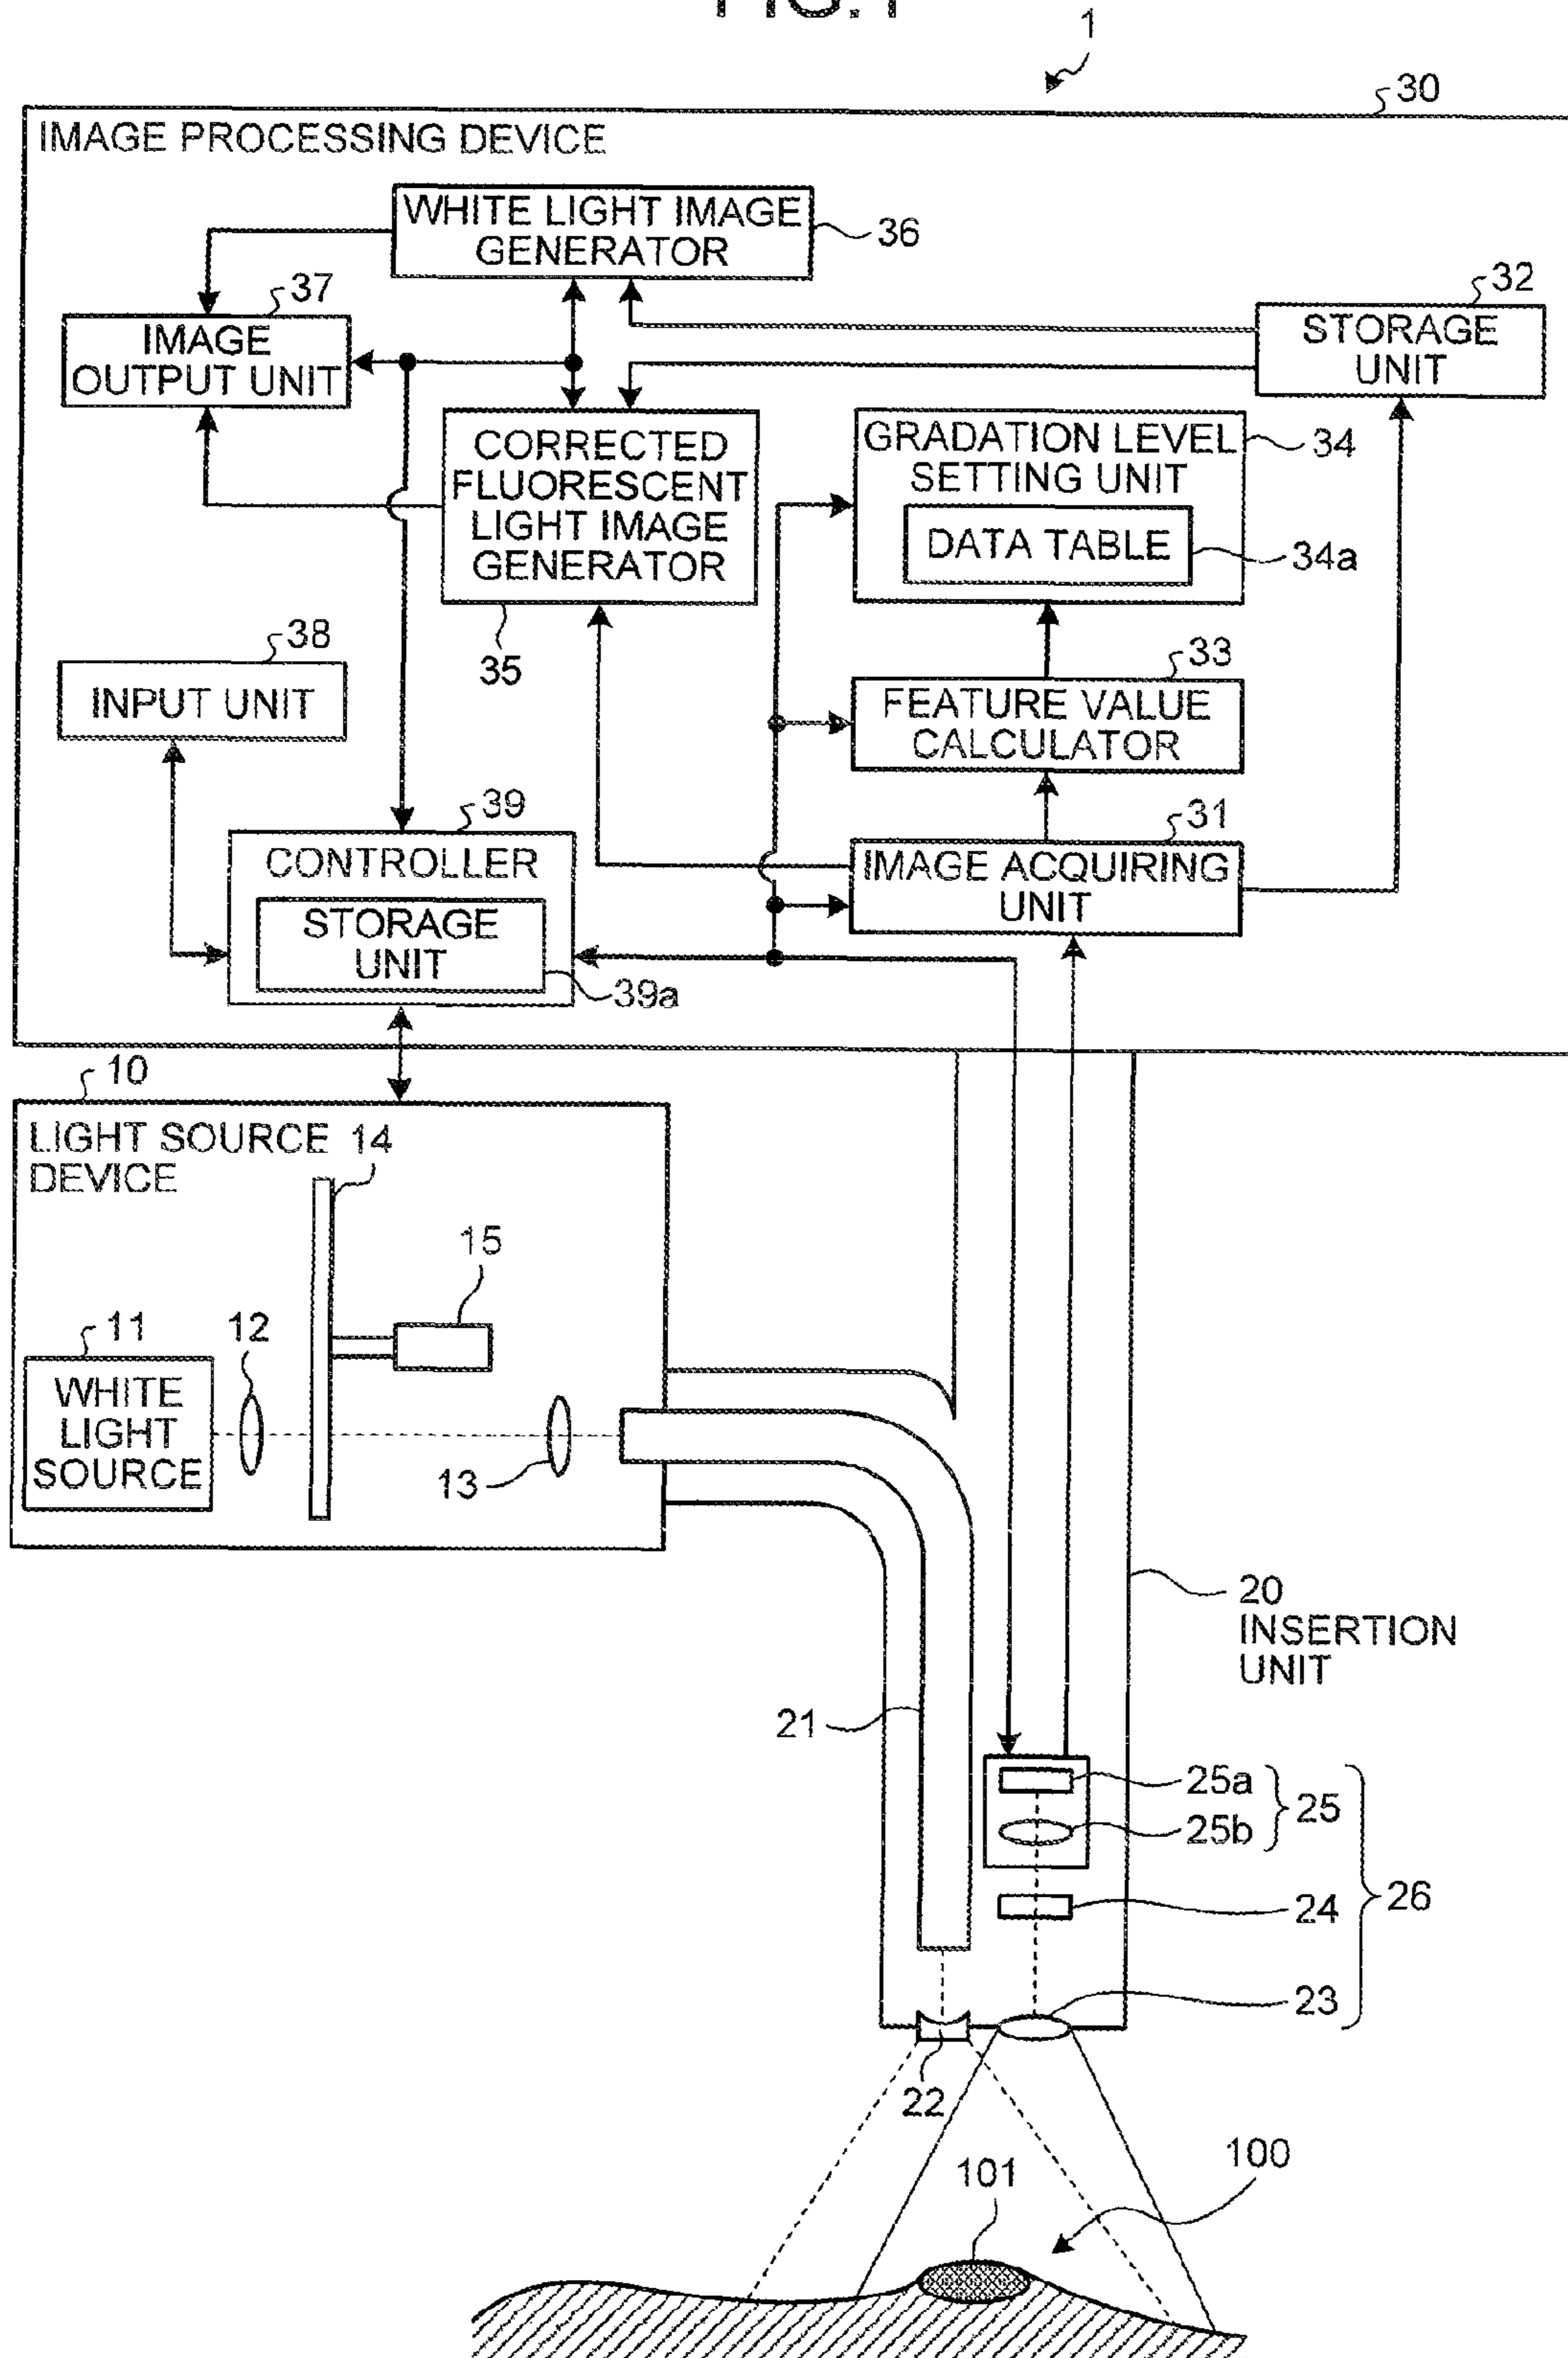 FIG.1
1
30
IMAGE PROCESSING DEVICE
WHITE LIGHT IMAGE
GENERATOR
36
37
IMAGE
OUTPUT UNIT
32
STORAGE
UNIT
CORRECTED
FLUORESCENT
LIGHT IMAGE
GENERATOR
35
GRADATION LEVEL
SETTING UNIT
34
DATA TABLE
34a
38
INPUT UNIT
33
FEATURE VALUE
CALCULATOR
39
CONTROLLER
STORAGE
UNIT
39a
31
IMAGE ACQUIRING
UNIT
10
LIGHT SOURCE
DEVICE
14
15
11
WHITE
LIGHT
SOURCE
12
13
20
INSERTION
UNIT
21
25a
25b
25
24
26
23
22
101
100